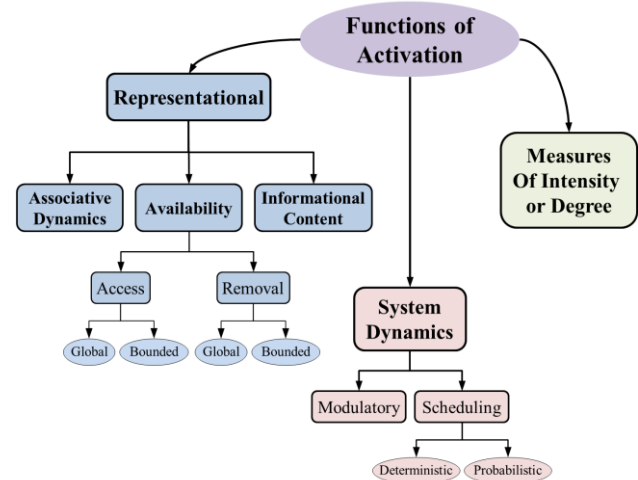 Functions of
Activation
Representational
Measures
Of Intensity
or Degree
Associative
Dynamics
Availability
Informational
Content
Access
Removal
Global
Bounded
Global
Bounded
System
Dynamics
Modulatory
Scheduling
Deterministic
Probabilistic